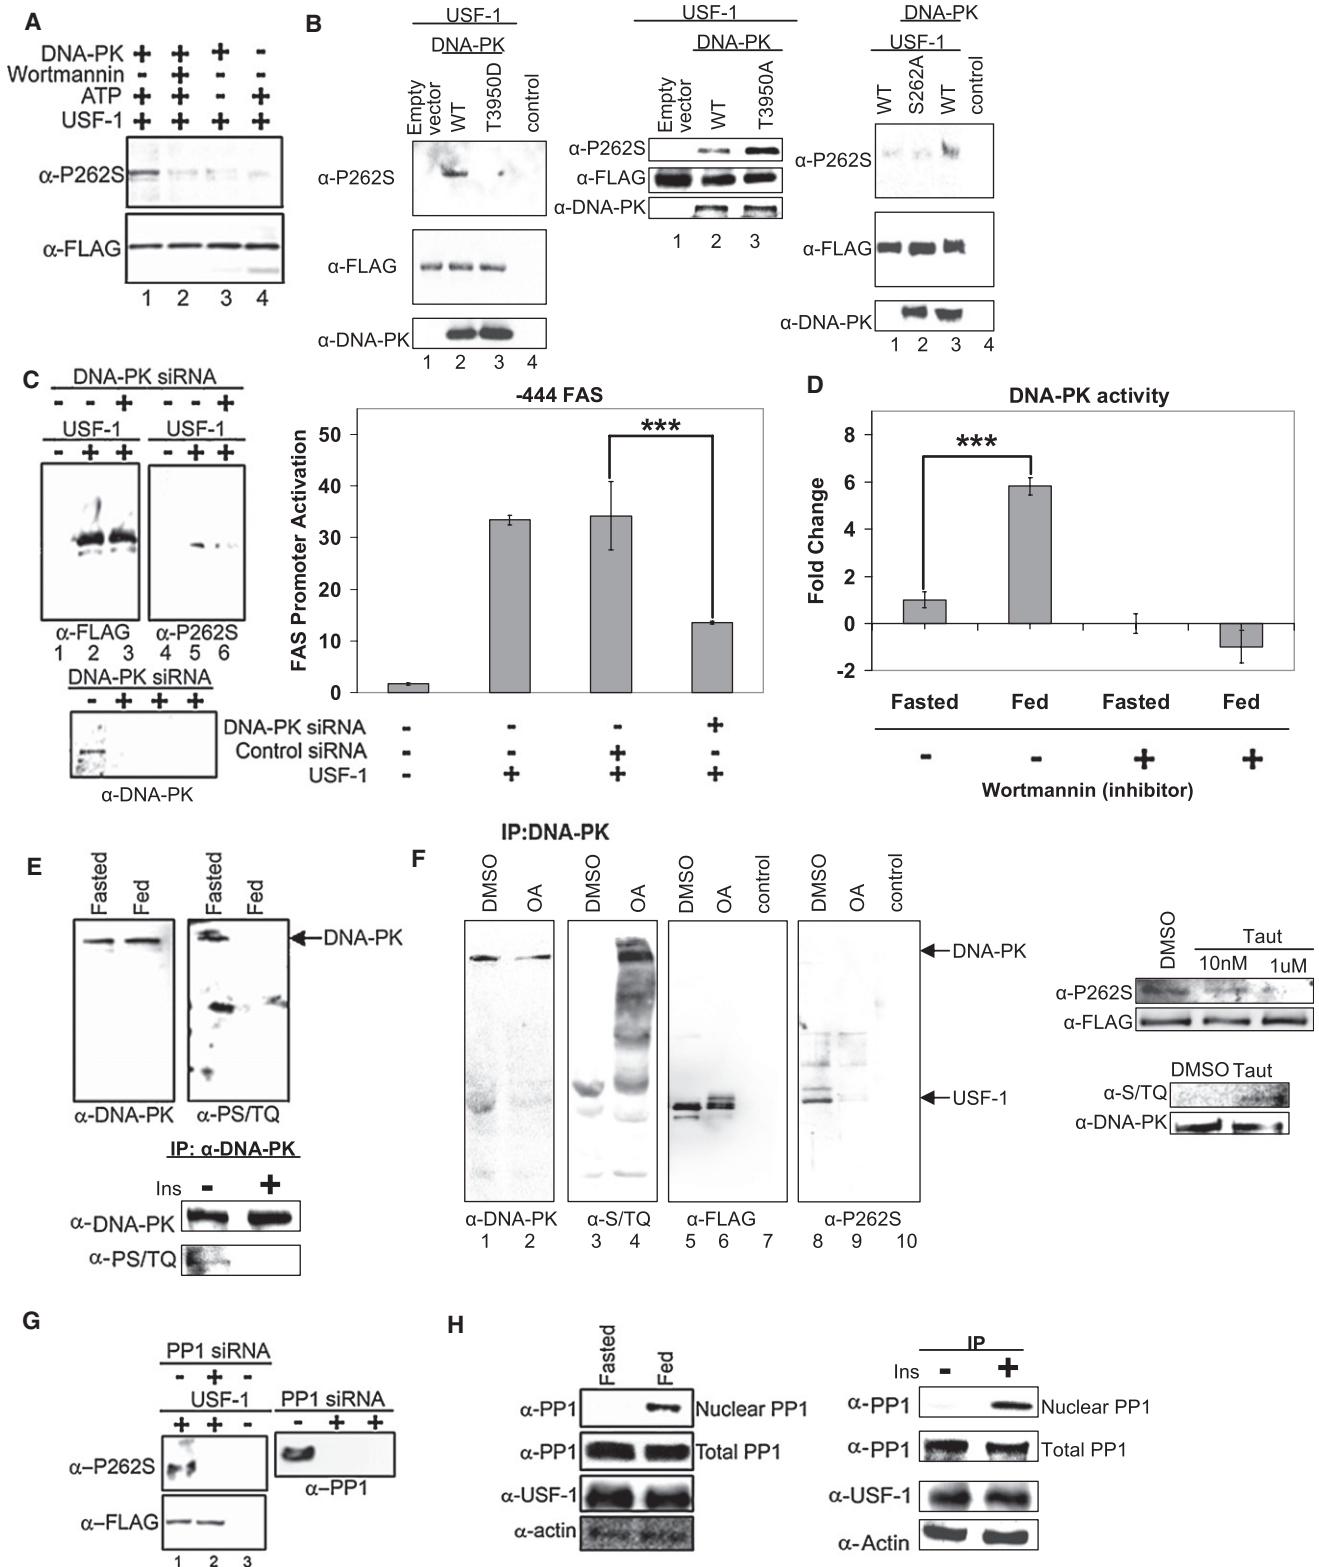 A
DNA-PK + + + -
Wortmannin - + - -
ATP + + - +
USF-1 + + + +
α-P262S
α-FLAG
1 2 3 4
B
USF-1
DNA-PK
Empty vector
WT
T3950D
control
α-P262S
α-FLAG
α-DNA-PK
1 2 3 4
USF-1
DNA-PK
Empty vector
WT
T3950A
α-P262S
α-FLAG
α-DNA-PK
1 2 3
DNA-PK
USF-1
WT
S262A
WT
control
α-P262S
α-FLAG
α-DNA-PK
1 2 3 4
C
DNA-PK siRNA
- - + - - +
USF-1 USF-1
- + + - + +
α-FLAG α-P262S
1 2 3 4 5 6
DNA-PK siRNA
- + + +
α-DNA-PK
-444 FAS
FAS Promoter Activation
50
40
30
20
10
0
***
DNA-PK siRNA - - - +
Control siRNA - - + -
USF-1 - + + +
D
DNA-PK activity
Fold Change
8
6
4
2
0
-2
***
Fasted Fed Fasted Fed
- - + +
Wortmannin (inhibitor)
E
Fasted
Fed
Fasted
Fed
DNA-PK
α-DNA-PK α-PS/TQ
IP: α-DNA-PK
Ins - +
α-DNA-PK
α-PS/TQ
F
IP:DNA-PK
DMSO
OA
DMSO
OA
DMSO
OA
control
DMSO
OA
control
DNA-PK
USF-1
α-DNA-PK α-S/TQ α-FLAG α-P262S
1 2 3 4 5 6 7 8 9 10
DMSO
Taut
10nM 1uM
α-P262S
α-FLAG
DMSO Taut
α-S/TQ
α-DNA-PK
G
PP1 siRNA
- + -
USF-1
+ + -
α–P262S
α–FLAG
1 2 3
PP1 siRNA
- + +
α–PP1
H
Fasted
Fed
α-PP1 Nuclear PP1
α-PP1 Total PP1
α-USF-1
α-actin
IP
Ins - +
α-PP1 Nuclear PP1
α-PP1 Total PP1
α-USF-1
α-Actin